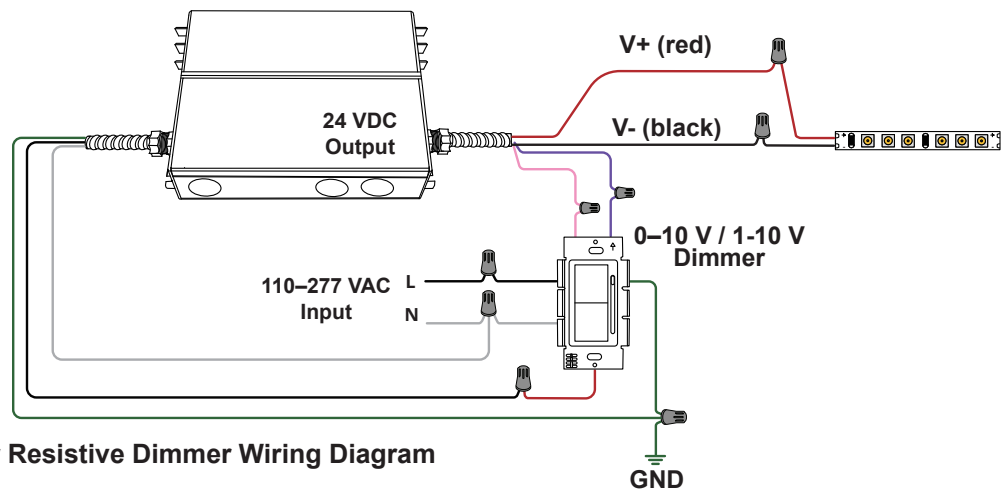 V+ (red)
24 VDC
Output
V- (black)
0–10 V / 1-10 V
Dimmer
110–277 VAC
Input
L
N
Resistive Dimmer Wiring Diagram
GND